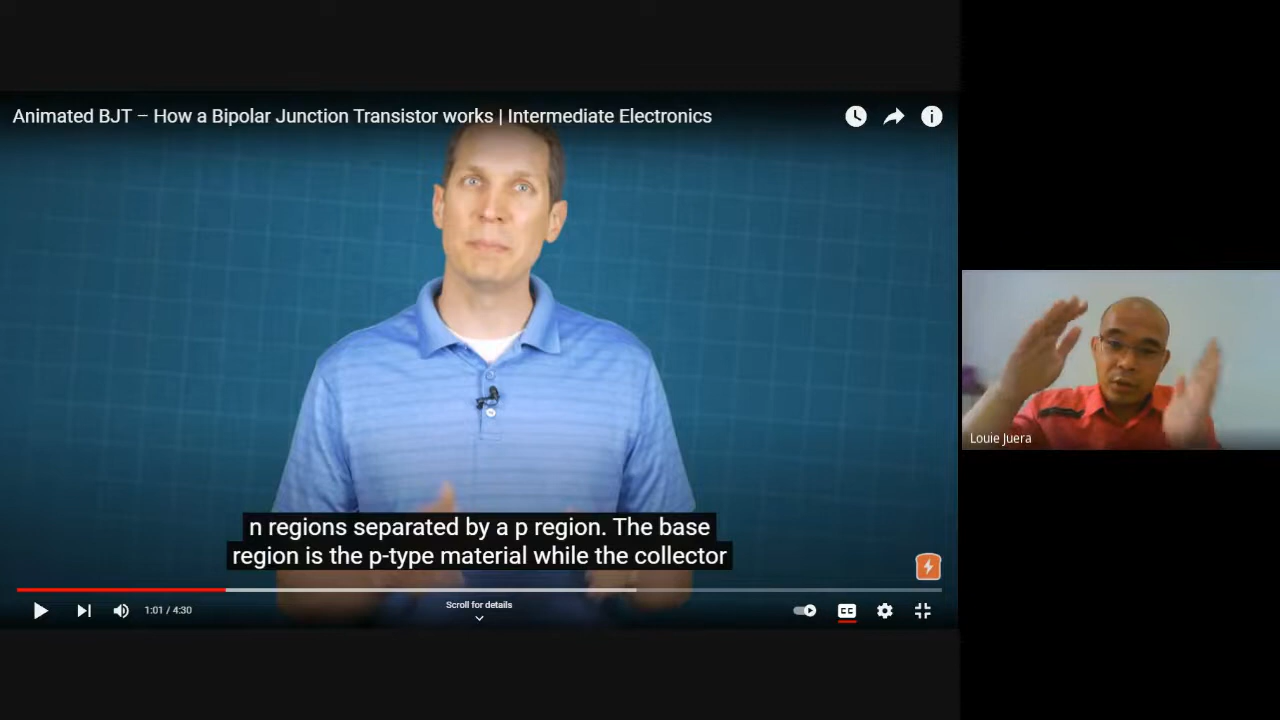 Animated BJT – How a Bipolar Junction Transistor works | Intermediate Electronics
n regions separated by a p region. The base
region is the p-type material while the collector
1:01 / 4:30
Scroll for details
CC
Louie Juera